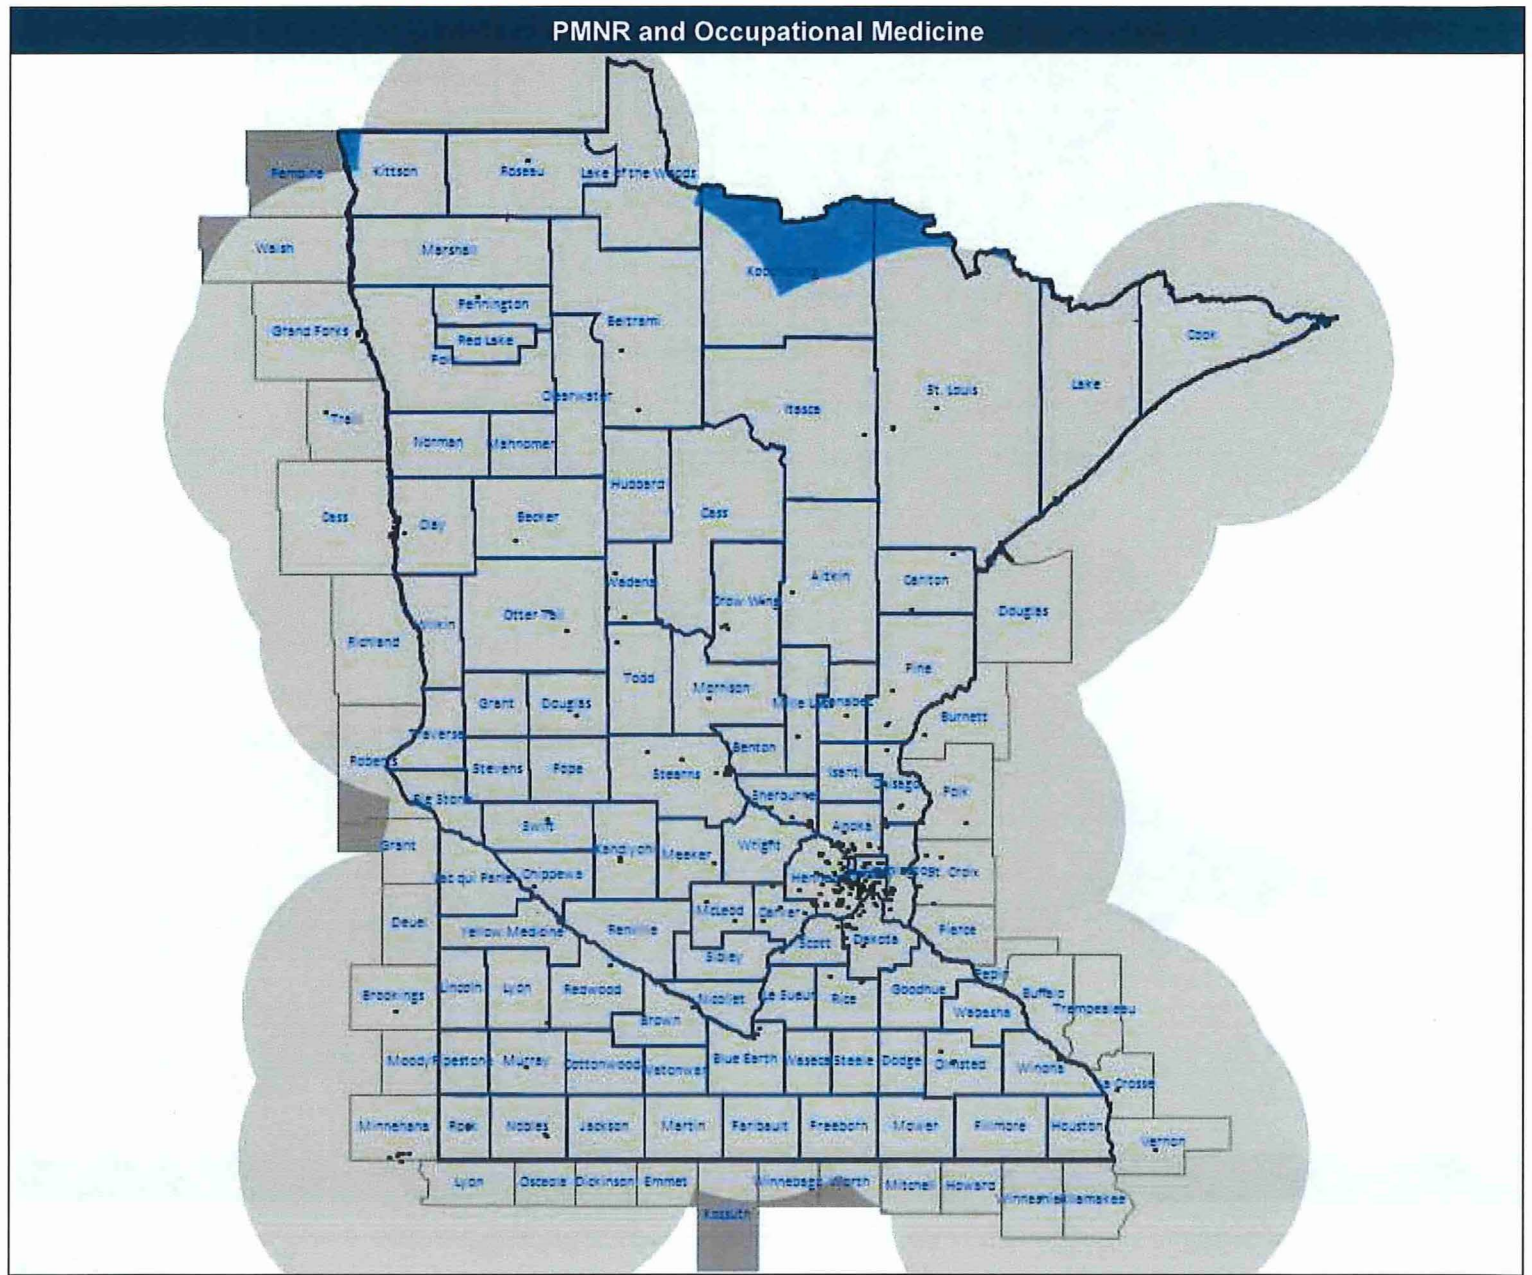 PMNR and Occupational Medicine
Pembina
Kittson
Roseau
Lake of the Woods
Walsh
Marshall
Koochiching
Pennington
Grand Forks
Red Lake
Beltrami
Cook
Polk
Clearwater
St. Louis
Lake
Itasca
Traill
Norman
Mahnomen
Hubbard
Cass
Cass
Clay
Becker
Wadena
Aitkin
Carlton
Crow Wing
Otter Tail
Wilkin
Douglas
Richland
Pine
Todd
Morrison
Grant
Douglas
Mille Lacs
Kanabec
Burnett
Traverse
Benton
Roberts
Stevens
Pope
Stearns
Isanti
Chisago
Big Stone
Sherburne
Polk
Swift
Anoka
Grant
Kandiyohi
Meeker
Wright
Lac qui Parle
Chippewa
St. Croix
McLeod
Carver
Deuel
Yellow Medicine
Renville
Scott
Dakota
Pierce
Sibley
Pepin
Brookings
Lincoln
Lyon
Redwood
Nicollet
Le Sueur
Rice
Goodhue
Buffalo
Wabasha
Trempealeau
Brown
Moody
Pipestone
Murray
Cottonwood
Watonwan
Blue Earth
Waseca
Steele
Dodge
Olmsted
Winona
La Crosse
Minnehaha
Rock
Nobles
Jackson
Martin
Faribault
Freeborn
Mower
Fillmore
Houston
Vernon
Lyon
Osceola
Dickinson
Emmet
Winnebago
Worth
Mitchell
Howard
Winneshiek
Allamakee
Kossuth